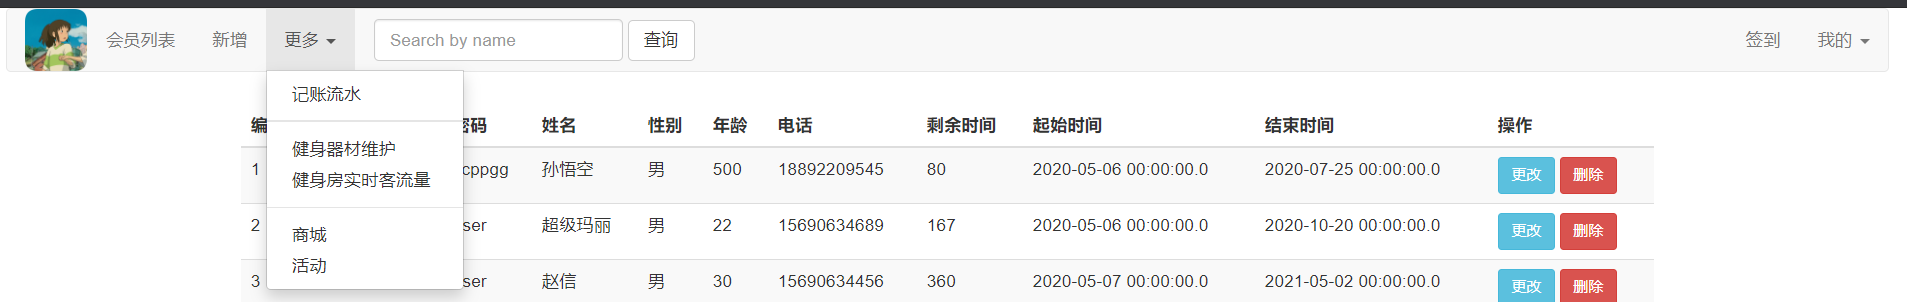 会员列表 新增 更多 Search by name 查询 签到 我的
记账流水
健身器材维护
健身房实时客流量
商城
活动
编 密码 姓名 性别 年龄 电话 剩余时间 起始时间 结束时间 操作
1 cppgg 孙悟空 男 500 18892209545 80 2020-05-06 00:00:00.0 2020-07-25 00:00:00.0 更改 删除
2 ser 超级玛丽 男 22 15690634689 167 2020-05-06 00:00:00.0 2020-10-20 00:00:00.0 更改 删除
3 ser 赵信 男 30 15690634456 360 2020-05-07 00:00:00.0 2021-05-02 00:00:00.0 更改 删除